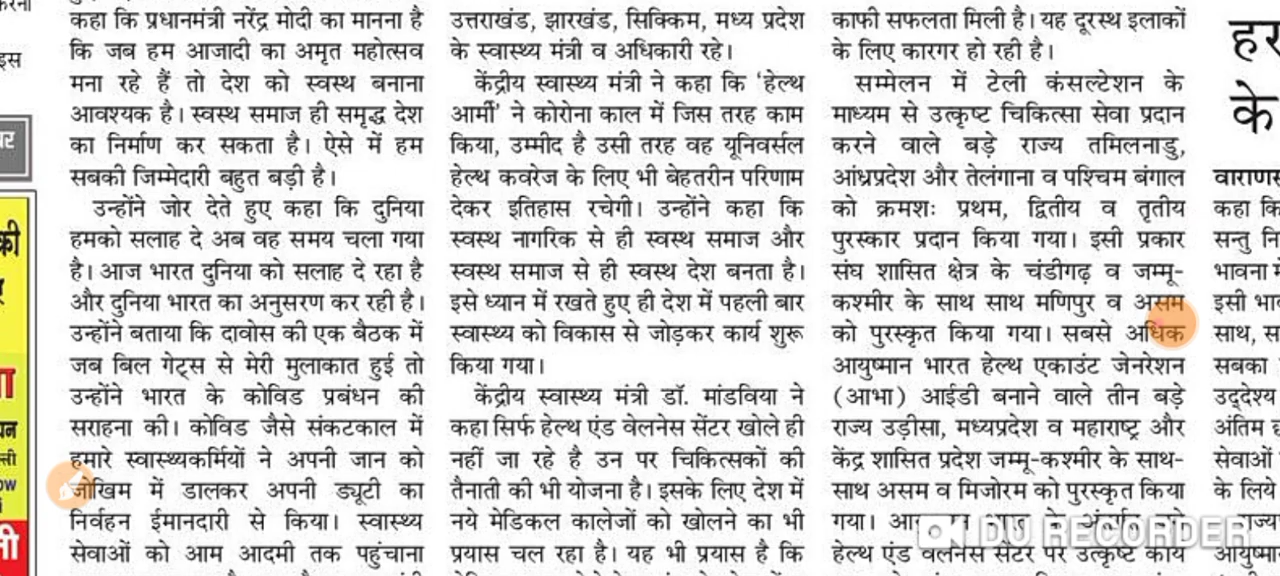 कहा कि प्रधानमंत्री नरेंद्र मोदी का मानना है
कि जब हम आजादी का अमृत महोत्सव
मना रहे हैं तो देश को स्वस्थ बनाना
आवश्यक है। स्वस्थ समाज ही समृद्ध देश
का निर्माण कर सकता है। ऐसे में हम
सबकी जिम्मेदारी बहुत बड़ी है।
उन्होंने जोर देते हुए कहा कि दुनिया
हमको सलाह दे अब वह समय चला गया
है। आज भारत दुनिया को सलाह दे रहा है
और दुनिया भारत का अनुसरण कर रही है।
उन्होंने बताया कि दावोस की एक बैठक में
जब बिल गेट्स से मेरी मुलाकात हुई तो
उन्होंने भारत के कोविड प्रबंधन की
सराहना की। कोविड जैसे संकटकाल में
हमारे स्वास्थ्यकर्मियों ने अपनी जान को
जोखिम में डालकर अपनी ड्यूटी का
निर्वहन ईमानदारी से किया। स्वास्थ्य
सेवाओं को आम आदमी तक पहुंचाना
उत्तराखंड, झारखंड, सिक्किम, मध्य प्रदेश
के स्वास्थ्य मंत्री व अधिकारी रहे।
केंद्रीय स्वास्थ्य मंत्री ने कहा कि ‘हेल्थ
आर्मी’ ने कोरोना काल में जिस तरह काम
किया, उम्मीद है उसी तरह वह यूनिवर्सल
हेल्थ कवरेज के लिए भी बेहतरीन परिणाम
देकर इतिहास रचेगी। उन्होंने कहा कि
स्वस्थ नागरिक से ही स्वस्थ समाज और
स्वस्थ समाज से ही स्वस्थ देश बनता है।
इसे ध्यान में रखते हुए ही देश में पहली बार
स्वास्थ्य को विकास से जोड़कर कार्य शुरू
किया गया।
केंद्रीय स्वास्थ्य मंत्री डॉ. मांडविया ने
कहा सिर्फ हेल्थ एंड वेलनेस सेंटर खोले ही
नहीं जा रहे है उन पर चिकित्सकों की
तैनाती की भी योजना है। इसके लिए देश में
नये मेडिकल कालेजों को खोलने का भी
प्रयास चल रहा है। यह भी प्रयास है कि
काफी सफलता मिली है। यह दूरस्थ इलाकों
के लिए कारगर हो रही है।
सम्मेलन में टेली कंसल्टेशन के
माध्यम से उत्कृष्ट चिकित्सा सेवा प्रदान
करने वाले बड़े राज्य तमिलनाडु,
आंध्रप्रदेश और तेलंगाना व पश्चिम बंगाल
को क्रमशः प्रथम, द्वितीय व तृतीय
पुरस्कार प्रदान किया गया। इसी प्रकार
संघ शासित क्षेत्र के चंडीगढ़ व जम्मू-
कश्मीर के साथ साथ मणिपुर व असम
को पुरस्कृत किया गया। सबसे अधिक
आयुष्मान भारत हेल्थ एकाउंट जेनरेशन
(आभा) आईडी बनाने वाले तीन बड़े
राज्य उड़ीसा, मध्यप्रदेश व महाराष्ट्र और
केंद्र शासित प्रदेश जम्मू-कश्मीर के साथ-
साथ असम व मिजोरम को पुरस्कृत किया
गया।
हेल्थ एंड वेलनेस सेंटर पर उत्कृष्ट कार्य
हर
के
कहा कि
भावना में
साथ,
सबका
उद्देश्य
अंतिम
सेवाओं
के लिये
DU RECORDER